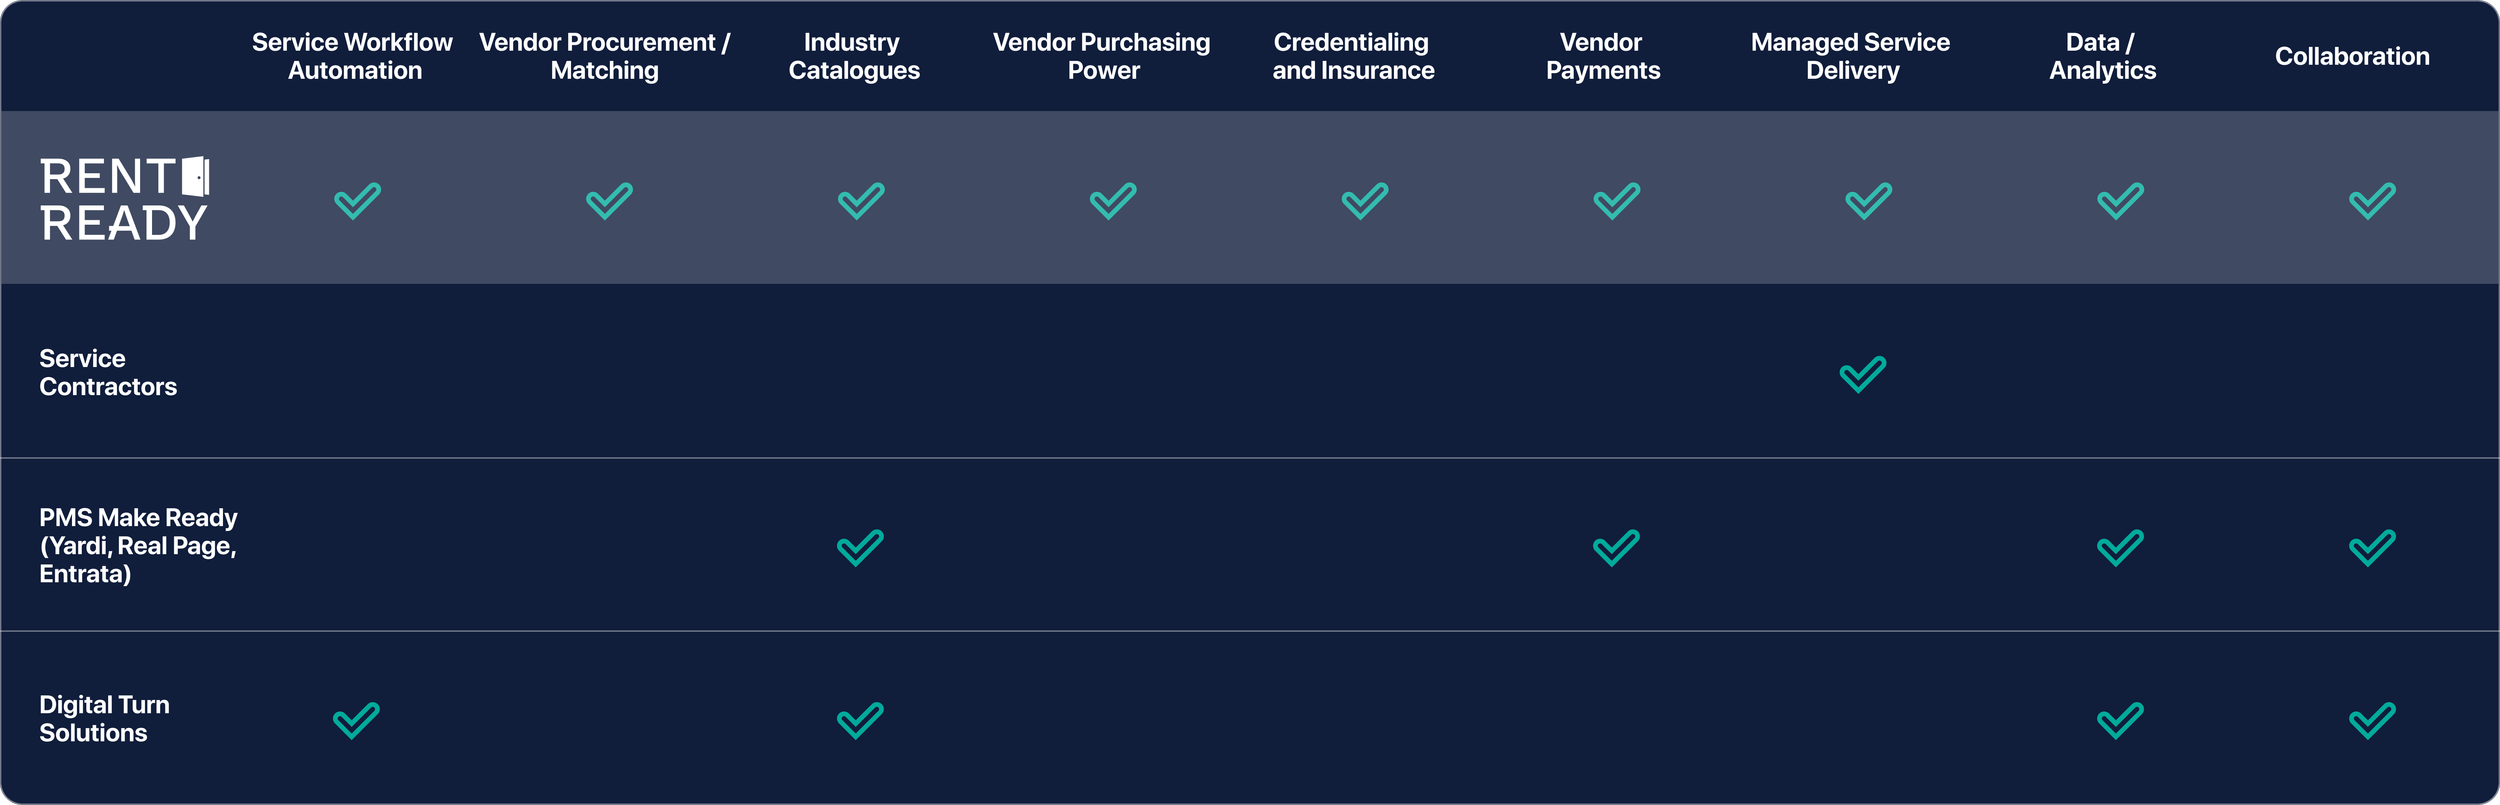 Service Workflow
Automation
Vendor Procurement /
Matching
Industry
Catalogues
Vendor Purchasing
Power
Credentialing
and Insurance
Vendor
Payments
Managed Service
Delivery
Data /
Analytics
Collaboration
RENT
READY
Service
Contractors
PMS Make Ready
(Yardi, Real Page,
Entrata)
Digital Turn
Solutions